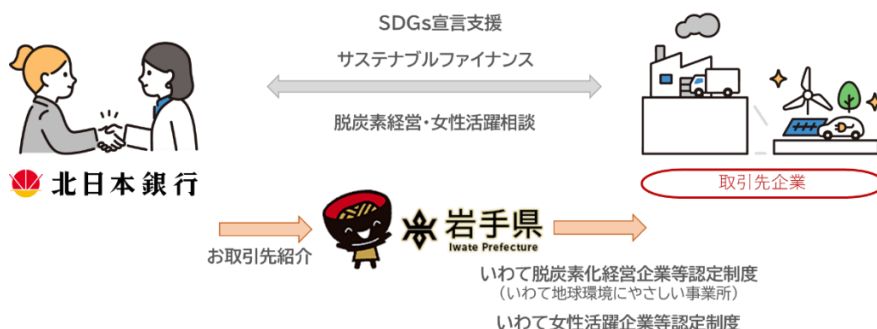 SDGs宣言支援
サステナブルファイナンス
脱炭素経営・女性活躍相談
北日本銀行
取引先企業
お取引先紹介
岩手県
Iwate Prefecture
いわて脱炭素化経営企業等認定制度
（いわて地球環境にやさしい事業所）
いわて女性活躍企業等認定制度